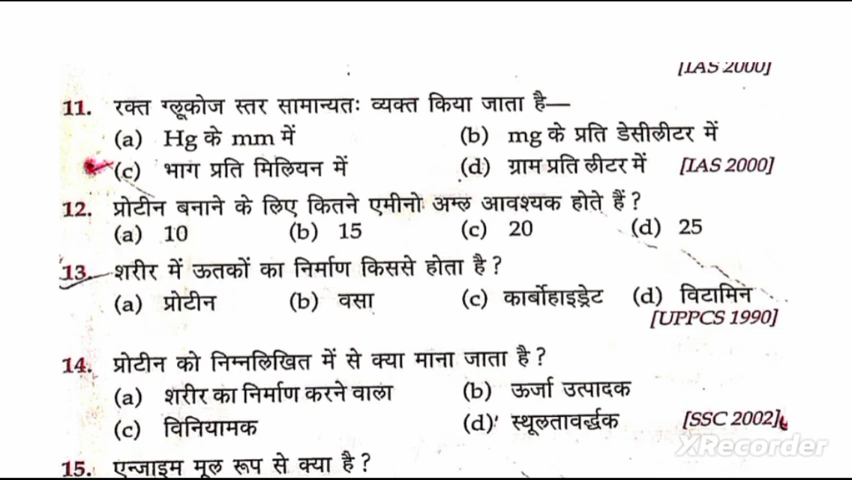 [IAS 2000]
11. रक्त ग्लूकोज स्तर सामान्यतः व्यक्त किया जाता है—
(a) Hg के mm में (b) mg के प्रति डेसीलीटर में
(c) भाग प्रति मिलियन में (d) ग्राम प्रति लीटर में [IAS 2000]
12. प्रोटीन बनाने के लिए कितने एमीनो अम्ल आवश्यक होते हैं ?
(a) 10 (b) 15 (c) 20 (d) 25
13. शरीर में ऊतकों का निर्माण किससे होता है ?
(a) प्रोटीन (b) वसा (c) कार्बोहाइड्रेट (d) विटामिन
[UPPCS 1990]
14. प्रोटीन को निम्नलिखित में से क्या माना जाता है ?
(a) शरीर का निर्माण करने वाला (b) ऊर्जा उत्पादक
(c) विनियामक (d) स्थूलतावर्द्धक [SSC 2002]
XRecorder
15. एन्जाइम मूल रूप से क्या है ?